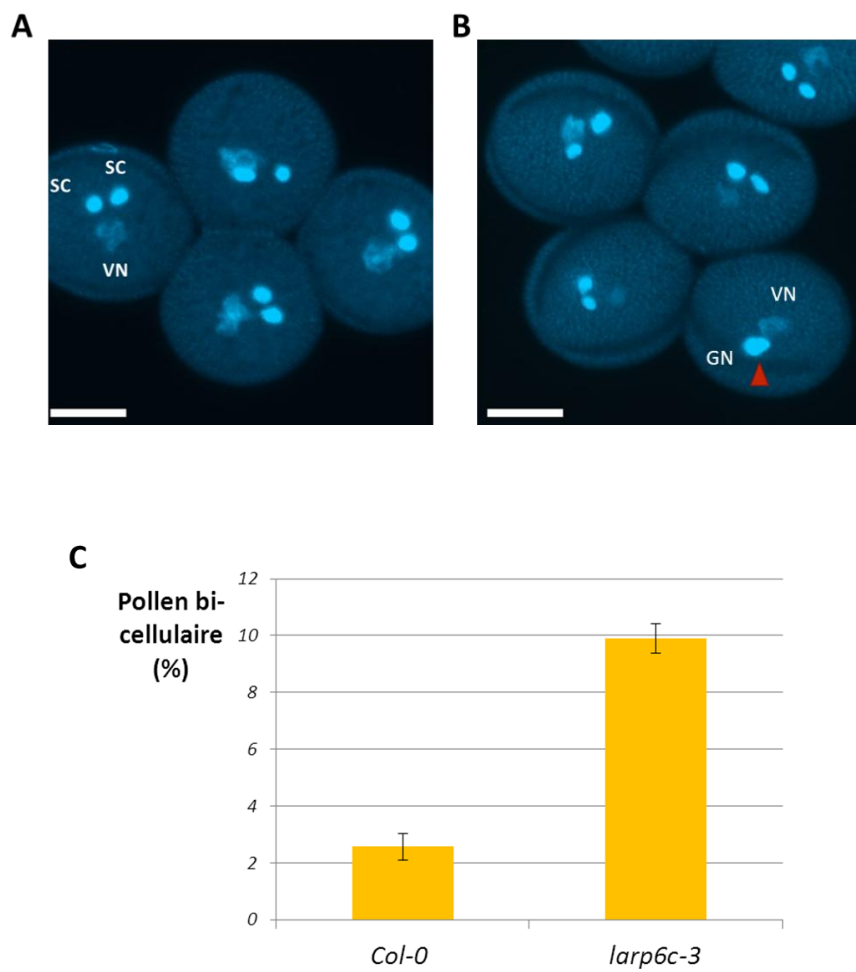 A
SC
SC
VN
B
VN
GN
C
Pollen bi-
cellulaire
(%)
12
10
8
6
4
2
0
Col-0
larp6c-3